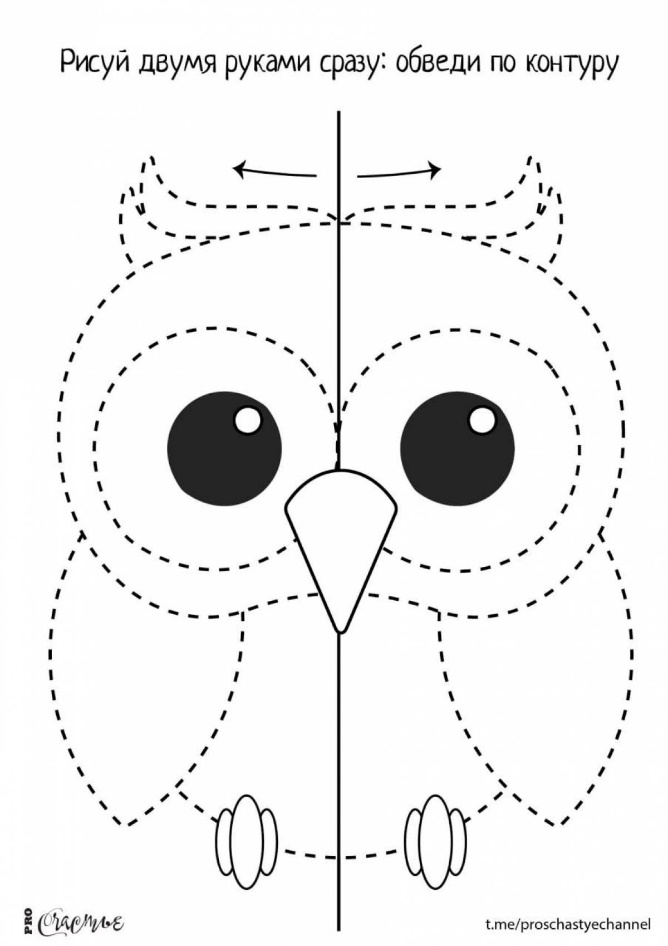 Рисуй двумя руками сразу: обведи по контуру
PRO Счастье
t.me/proschastyechannel